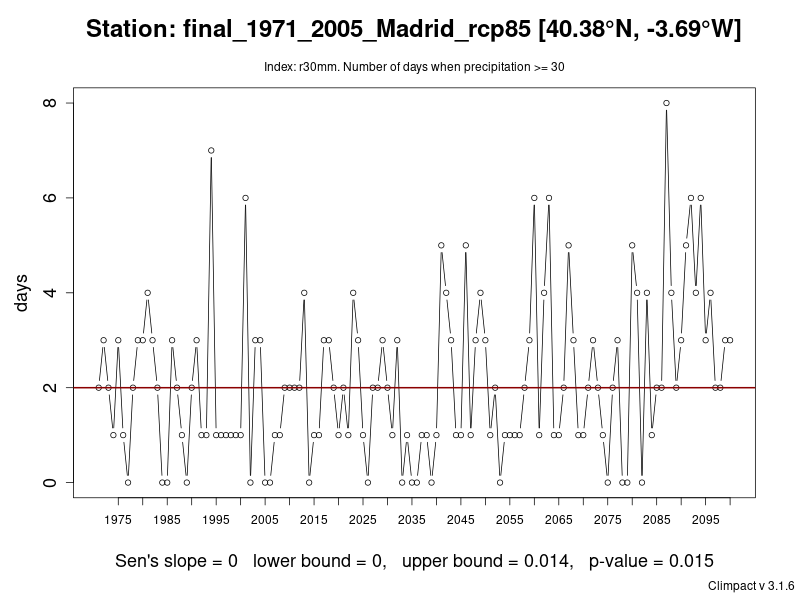 Station: final_1971_2005_Madrid_rcp85 [40.38°N, -3.69°W]
Index: r30mm. Number of days when precipitation >= 30
days
8
6
4
2
0
1975 1985 1995 2005 2015 2025 2035 2045 2055 2065 2075 2085 2095
Sen's slope = 0 lower bound = 0, upper bound = 0.014, p-value = 0.015
Climpact v 3.1.6